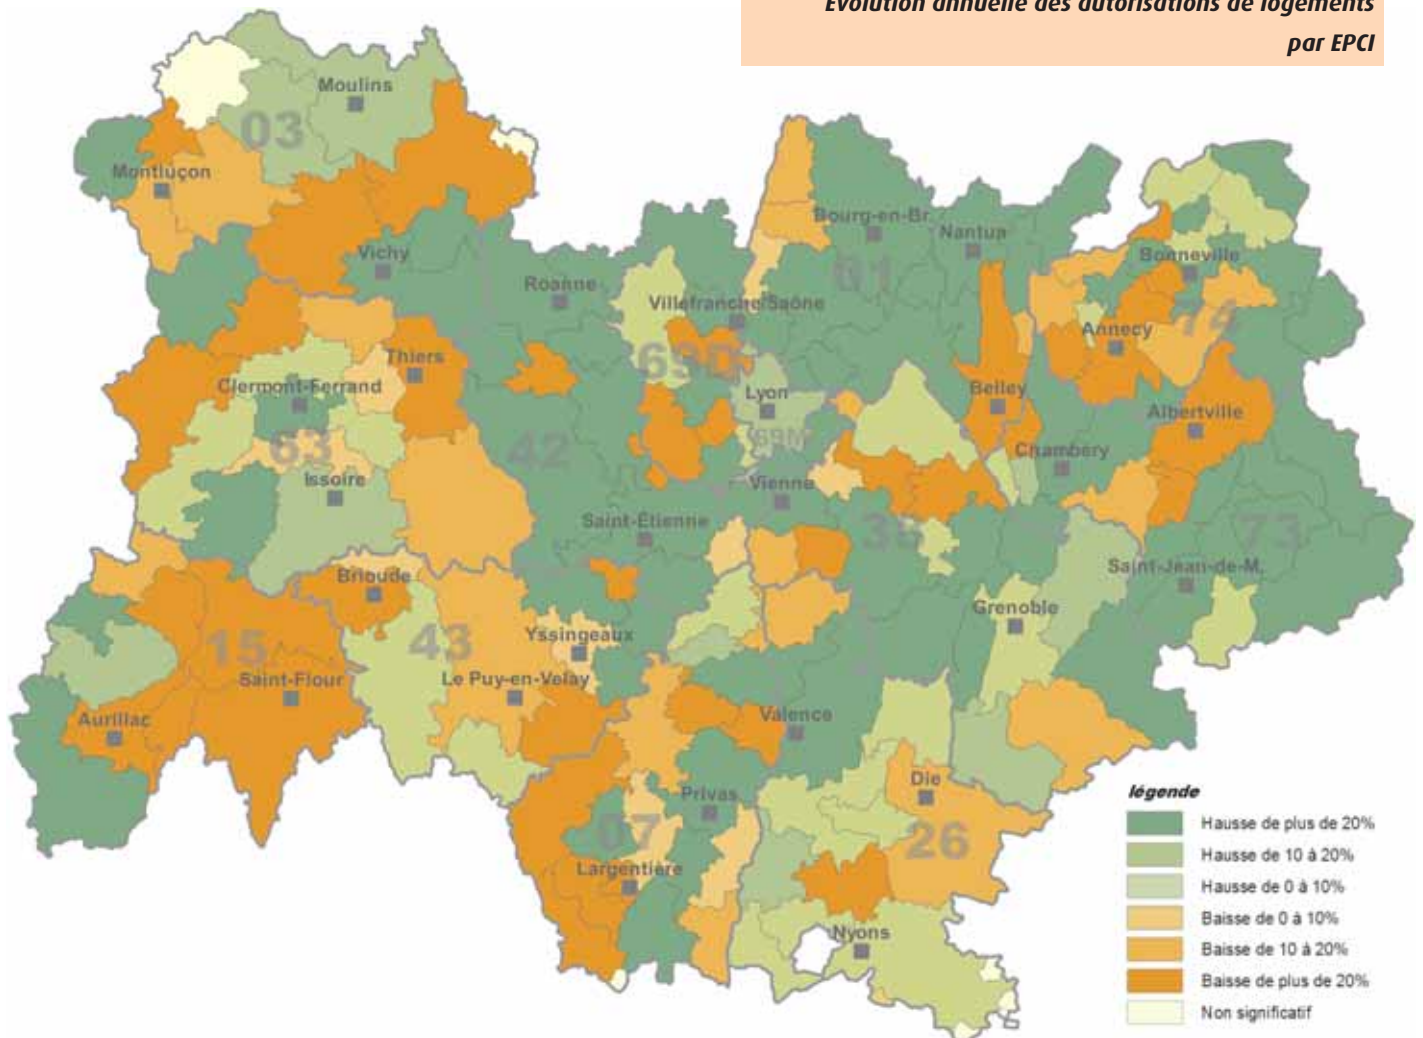 Evolution annuelle des autorisations de logements
par EPCI
Moulins
03
Montluçon
Vichy
Bourg-en-Br.
Nantua
01
Bonneville
74
Roanne
Villefranche/Saône
69D
Annecy
Thiers
Clermont-Ferrand
63
Issoire
42
Lyon
69M
Belley
Albertville
Chambery
Vienne
Saint-Étienne
38
73
Saint-Jean-de-M.
Brioude
Grenoble
15
43
Yssingeaux
Saint-Flour
Le Puy-en-Velay
Aurillac
Valence
Privas
Die
07
26
Largentière
Nyons
légende
Hausse de plus de 20%
Hausse de 10 à 20%
Hausse de 0 à 10%
Baisse de 0 à 10%
Baisse de 10 à 20%
Baisse de plus de 20%
Non significatif